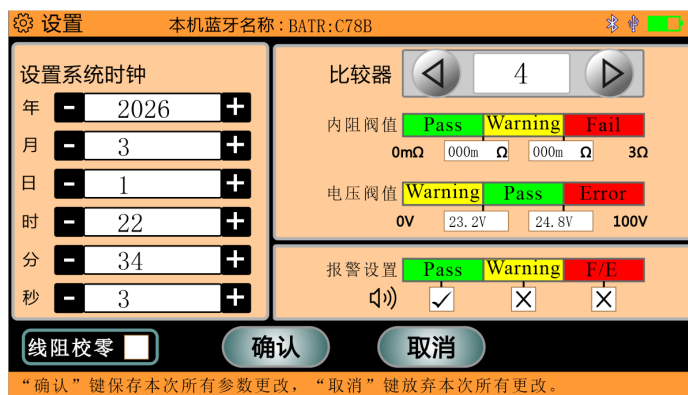 设置 本机蓝牙名称:BATR:C78B
设置系统时钟
年 - 2026 +
月 - 3 +
日 - 1 +
时 - 22 +
分 - 34 +
秒 - 3 +
比较器 4
内阻阀值 Pass Warning Fail
0mΩ 000m Ω 000m Ω 3Ω
电压阀值 Warning Pass Error
0V 23.2V 24.8V 100V
报警设置 Pass Warning F/E
线阻校零 确认 取消
“确认”键保存本次所有参数更改，“取消”键放弃本次所有更改。